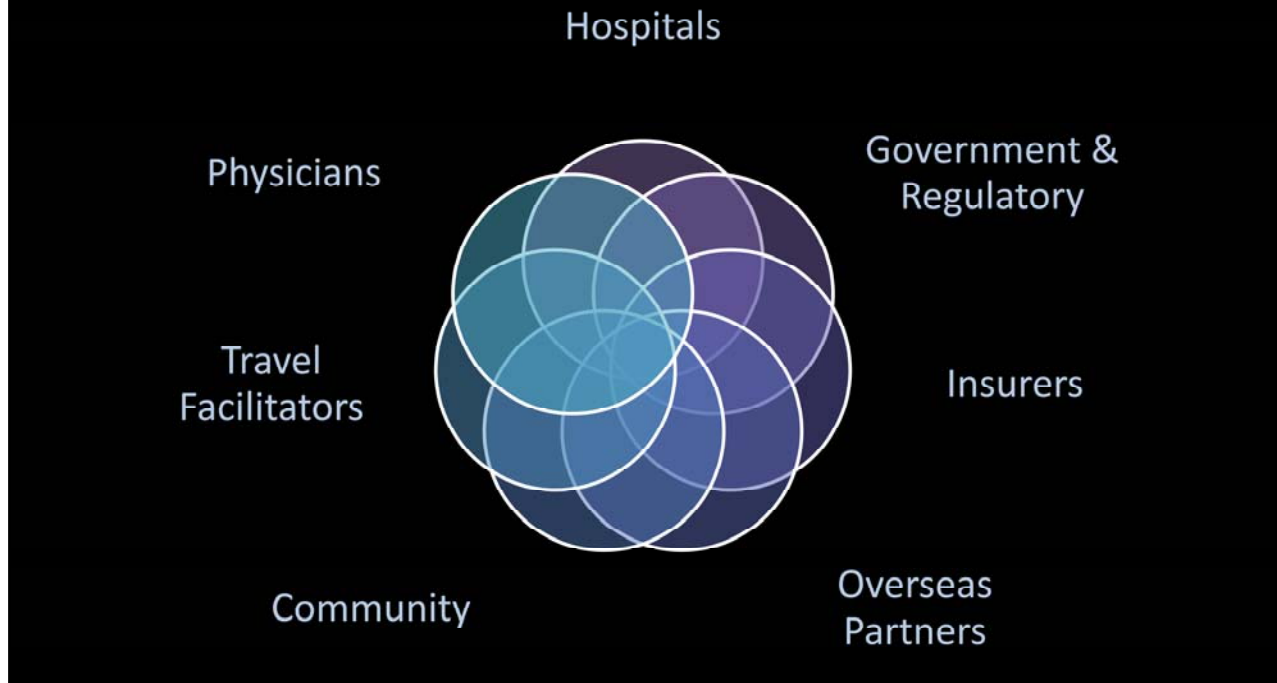 Hospitals
Physicians
Government &
Regulatory
Travel
Facilitators
Insurers
Community
Overseas
Partners